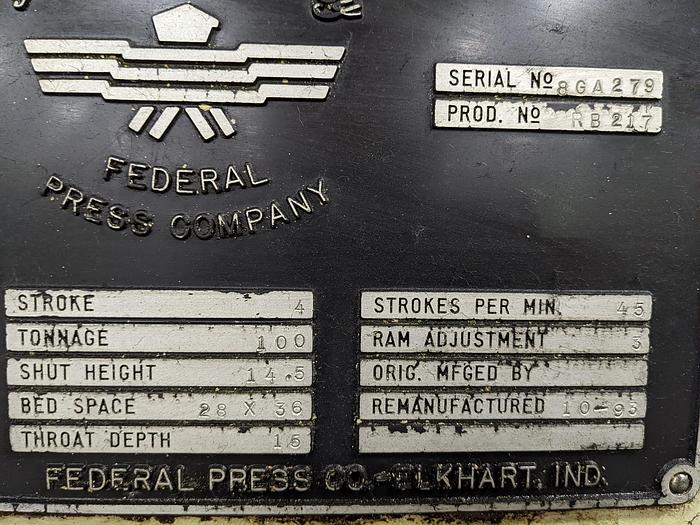 FEDERAL
PRESS COMPANY
SERIAL Nº 8GA279
PROD. Nº RB217
STROKE 4
TONNAGE 100
SHUT HEIGHT 14.5
BED SPACE 28 X 36
THROAT DEPTH 15
STROKES PER MIN. 45
RAM ADJUSTMENT 3
ORIG. MFGED BY
REMANUFACTURED 10-93
FEDERAL PRESS CO.-ELKHART, IND.